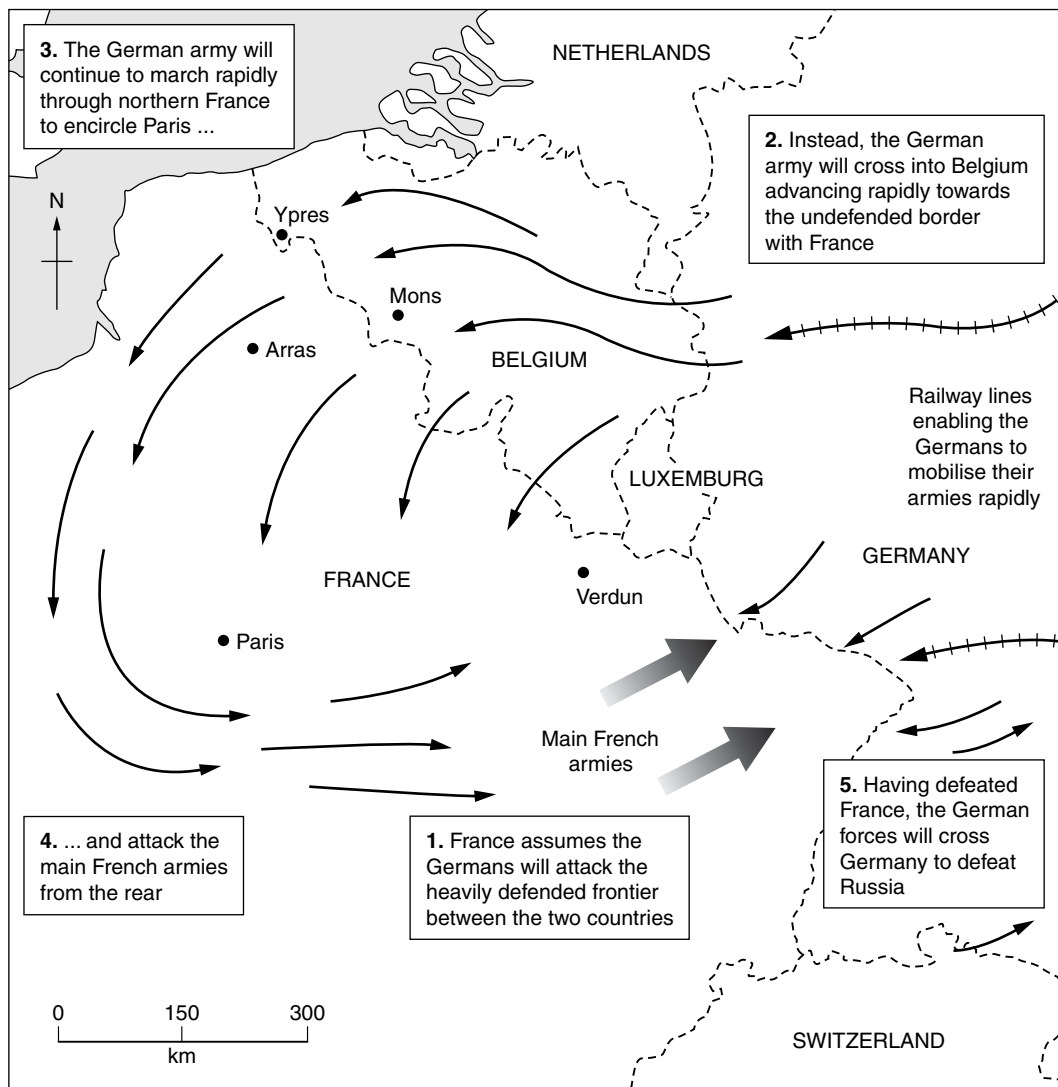 3. The German army will
continue to march rapidly
through northern France
to encircle Paris ...
NETHERLANDS
2. Instead, the German
army will cross into Belgium
advancing rapidly towards
the undefended border
with France
N
Ypres
Mons
Arras
BELGIUM
Railway lines
enabling the
Germans to
mobilise their
armies rapidly
LUXEMBURG
GERMANY
FRANCE
Verdun
Paris
Main French
armies
4. ... and attack the
main French armies
from the rear
1. France assumes the
Germans will attack the
heavily defended frontier
between the two countries
5. Having defeated
France, the German
forces will cross
Germany to defeat
Russia
0 150 300
km
SWITZERLAND